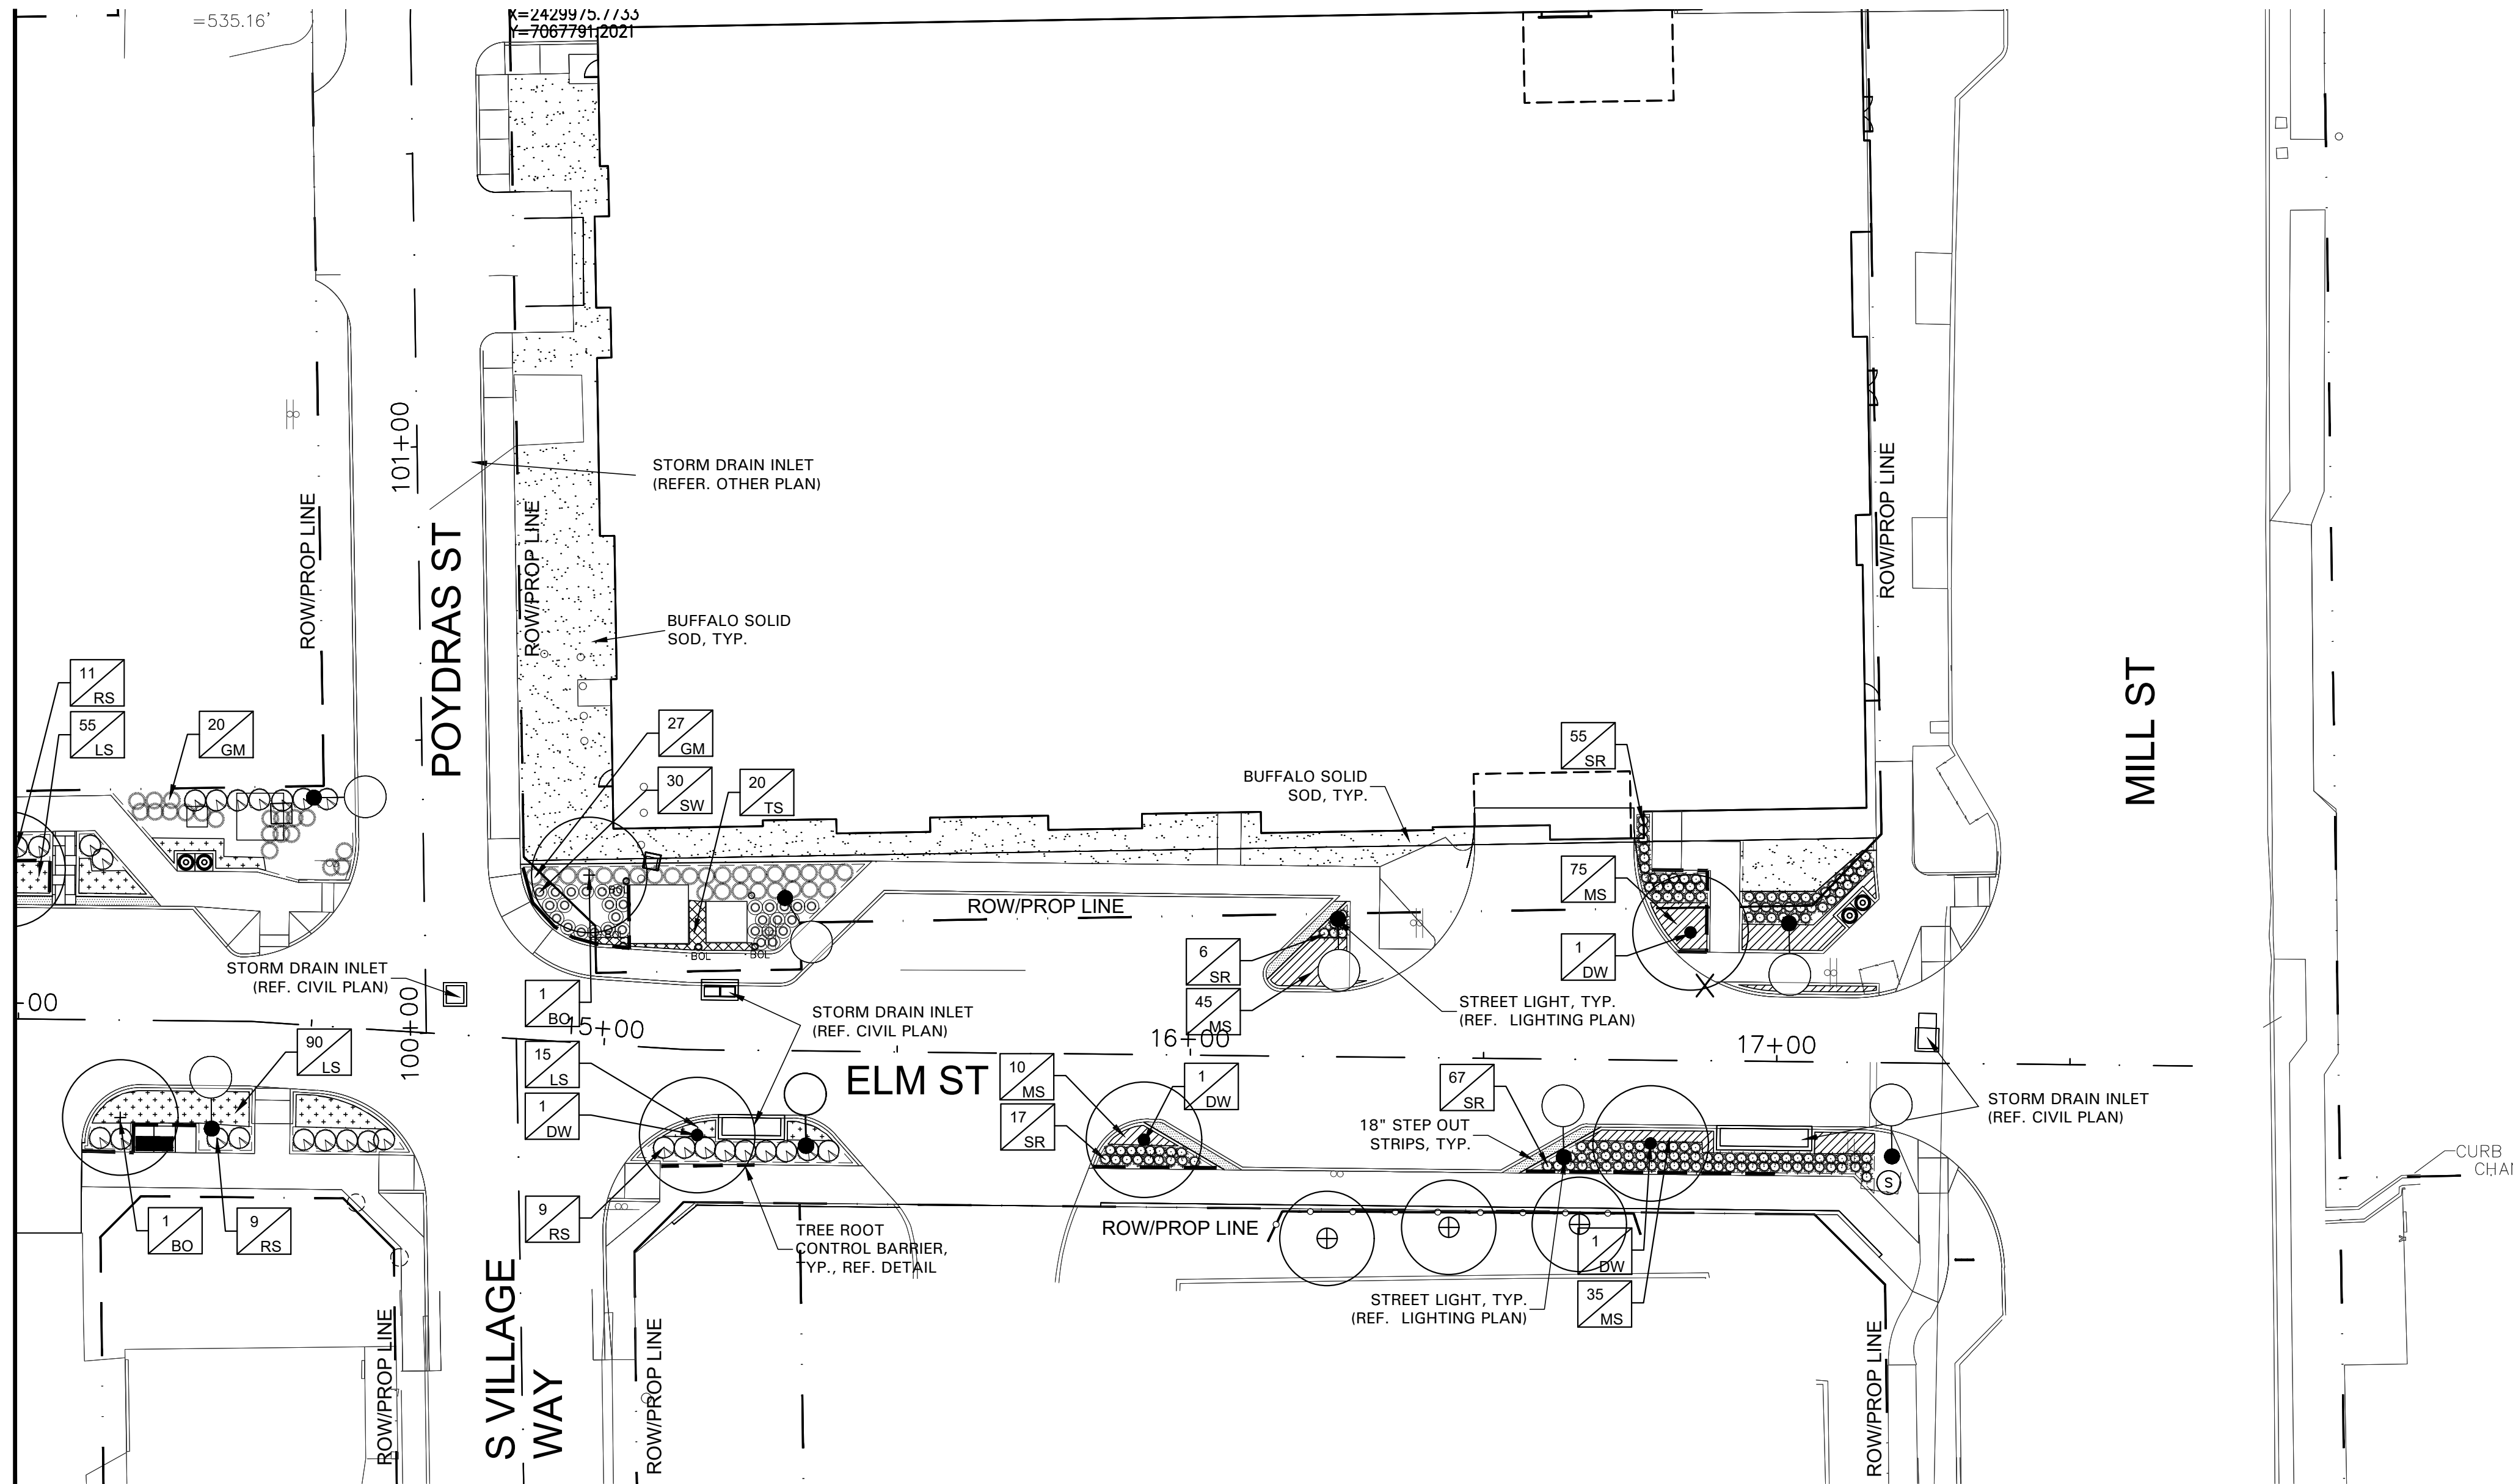 =535.16'
X=2429975.7733
Y=7067791.2021
101+00
STORM DRAIN INLET
(REFER. OTHER PLAN)
ROW/PROP LINE
ROW/PROP LINE
ROW/PROP LINE
POYDRAS ST
MILL ST
BUFFALO SOLID
SOD, TYP.
11
RS
55
LS
20
GM
27
GM
30
SW
20
TS
55
SR
BUFFALO SOLID
SOD, TYP.
75
MS
BOL
ROW/PROP LINE
BOL
BOL
6
SR
1
DW
STORM DRAIN INLET
(REF. CIVIL PLAN)
1
BO
45
MS
STREET LIGHT, TYP.
(REF. LIGHTING PLAN)
STORM DRAIN INLET
(REF. CIVIL PLAN)
-00
100+00
15+00
16+00
17+00
90
LS
15
LS
ELM ST
10
MS
1
DW
67
SR
1
DW
17
SR
18" STEP OUT
STRIPS, TYP.
STORM DRAIN INLET
(REF. CIVIL PLAN)
CURB
CHAN
S
1
BO
9
RS
9
RS
TREE ROOT
CONTROL BARRIER,
TYP., REF. DETAIL
ROW/PROP LINE
1
DW
S VILLAGE
WAY
STREET LIGHT, TYP.
(REF. LIGHTING PLAN)
35
MS
ROW/PROP LINE
ROW/PROP LINE
ROW/PROP LINE